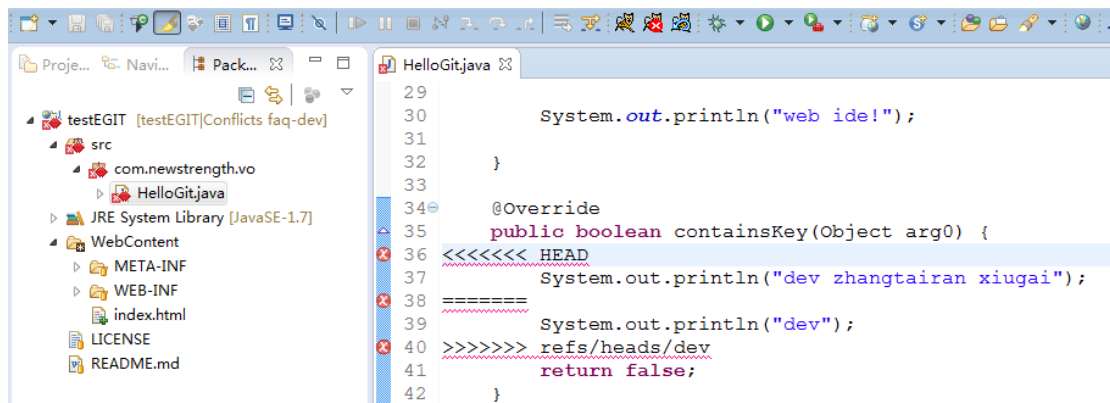 Proje... Navi... Pack...
testEGIT [testEGIT|Conflicts faq-dev]
src
com.newstrength.vo
HelloGit.java
JRE System Library [JavaSE-1.7]
WebContent
META-INF
WEB-INF
index.html
LICENSE
README.md
HelloGit.java
29
30 System.out.println("web ide!");
31
32 }
33
34 @Override
35 public boolean containsKey(Object arg0) {
36 <<<<<<< HEAD
37 System.out.println("dev zhangtairan xiugai");
38 =======
39 System.out.println("dev");
40 >>>>>>> refs/heads/dev
41 return false;
42 }